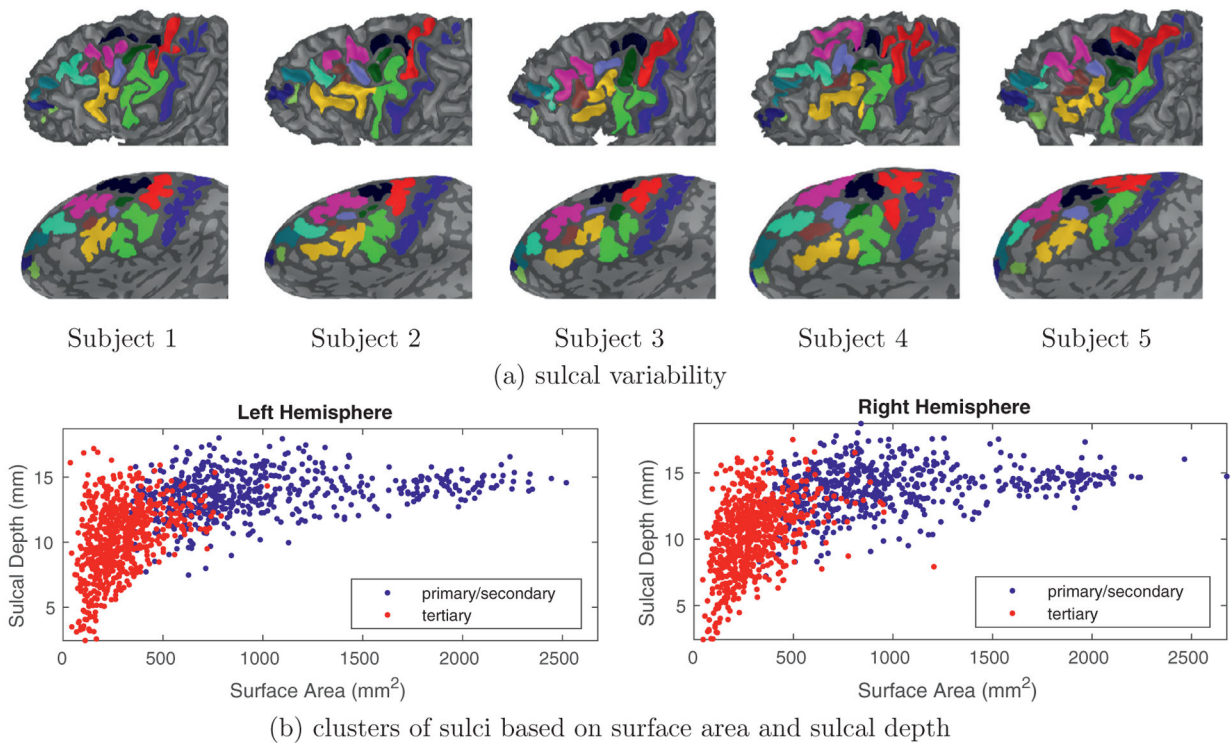 Subject 1 Subject 2 Subject 3 Subject 4 Subject 5
(a) sulcal variability
Left Hemisphere
Sulcal Depth (mm)
15
10
5
primary/secondary
tertiary
0 500 1000 1500 2000 2500
Surface Area (mm²)
Right Hemisphere
Sulcal Depth (mm)
15
10
5
primary/secondary
tertiary
0 500 1000 1500 2000 2500
Surface Area (mm²)
(b) clusters of sulci based on surface area and sulcal depth